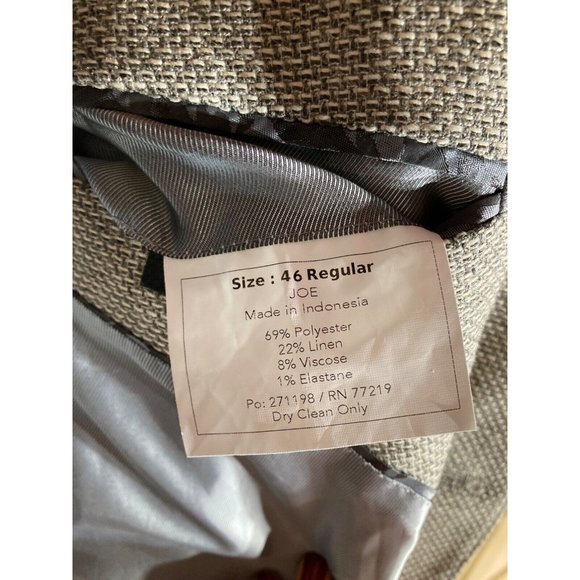 Size : 46 Regular
JOE
Made in Indonesia
69% Polyester
22% Linen
8% Viscose
1% Elastane
Po: 271198 / RN 77219
Dry Clean Only